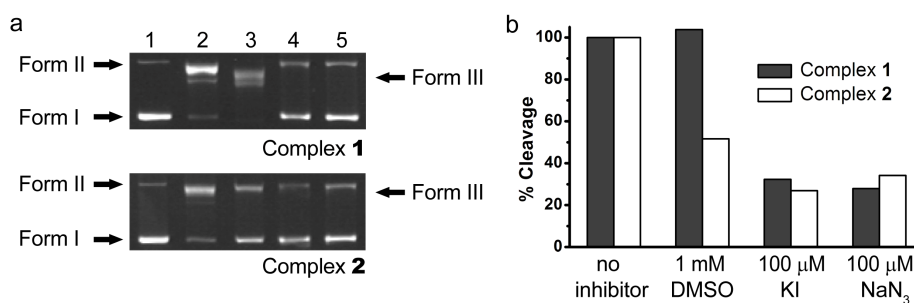 a
1 2 3 4 5
Form II
Form III
Form I
Complex 1
Form II
Form III
Form I
Complex 2
b
100
80
60
40
20
0
% Cleavage
Complex 1
Complex 2
no inhibitor
1 mM DMSO
100 μM KI
100 μM NaN3